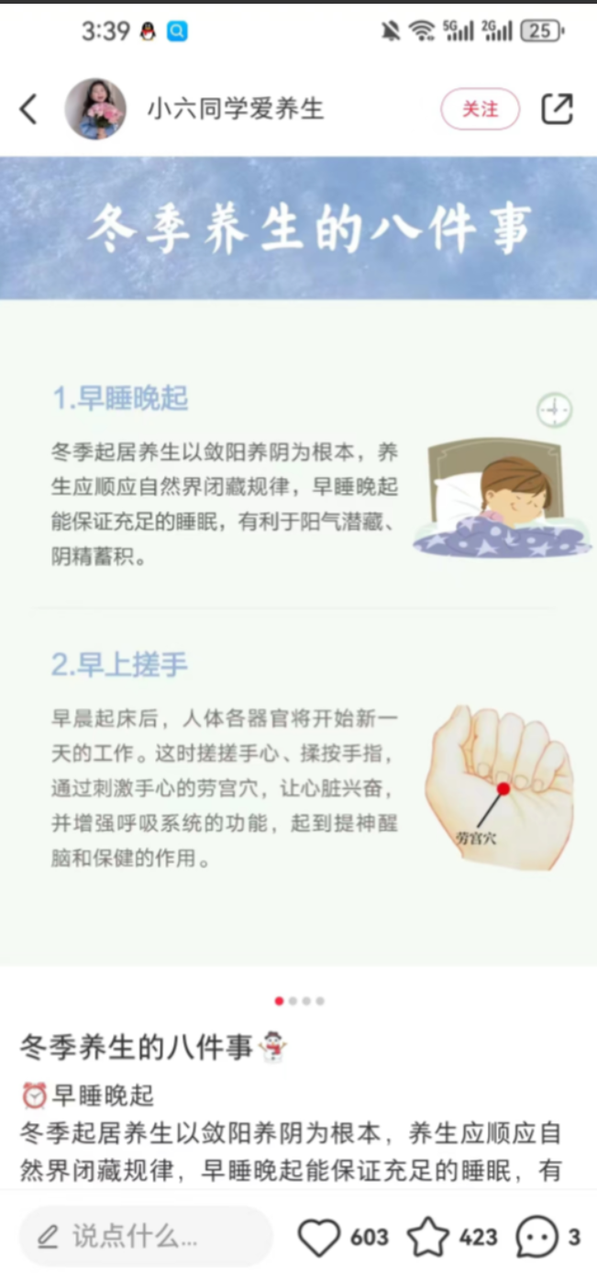 3:39
5G
2G
25
小六同学爱养生
关注
冬季养生的八件事
1.早睡晚起
冬季起居养生以敛阳养阴为根本，养
生应顺应自然界闭藏规律，早睡晚起
能保证充足的睡眠，有利于阳气潜藏、
阴精蓄积。
2.早上搓手
早晨起床后，人体各器官将开始新一
天的工作。这时搓搓手心、揉按手指，
通过刺激手心的劳宫穴，让心脏兴奋，
并增强呼吸系统的功能，起到提神醒
脑和保健的作用。
劳宫穴
冬季养生的八件事⛄
⏰早睡晚起
冬季起居养生以敛阳养阴为根本，养生应顺应自
然界闭藏规律，早睡晚起能保证充足的睡眠，有
说点什么...
603
423
3